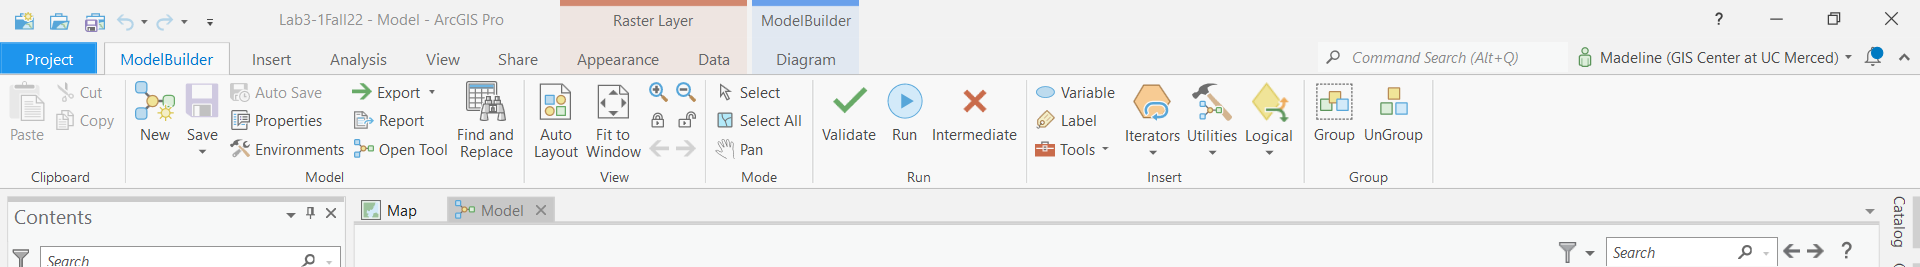 Lab3-1Fall22 - Model - ArcGIS Pro
Raster Layer
ModelBuilder
?
Project
ModelBuilder
Insert
Analysis
View
Share
Appearance
Data
Diagram
Command Search (Alt+Q)
Madeline (GIS Center at UC Merced)
Paste
Cut
Copy
Clipboard
New
Save
Auto Save
Properties
Environments
Export
Report
Open Tool
Find and
Replace
Model
Auto
Layout
Fit to
Window
View
Select
Select All
Pan
Mode
Validate
Run
Intermediate
Run
Variable
Label
Tools
Iterators
Utilities
Logical
Insert
Group
UnGroup
Group
Contents
Search
Map
Model
Search
?
Catalog